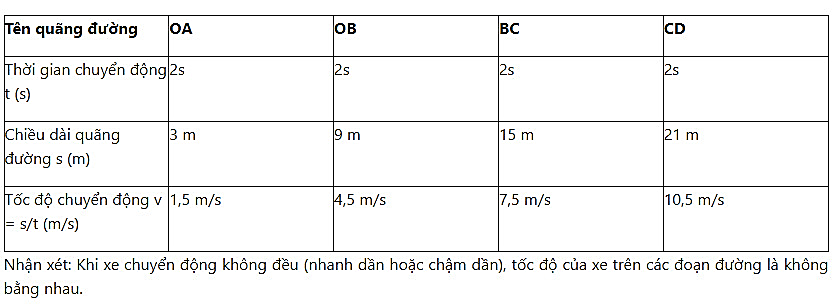 Tên quãng đường OA OB BC CD
Thời gian chuyển động 2s 2s 2s 2s
t (s)
Chiều dài quãng 3 m 9 m 15 m 21 m
đường s (m)
Tốc độ chuyển động v 1,5 m/s 4,5 m/s 7,5 m/s 10,5 m/s
= s/t (m/s)
Nhận xét: Khi xe chuyển động không đều (nhanh dần hoặc chậm dần), tốc độ của xe trên các đoạn đường là không
bằng nhau.